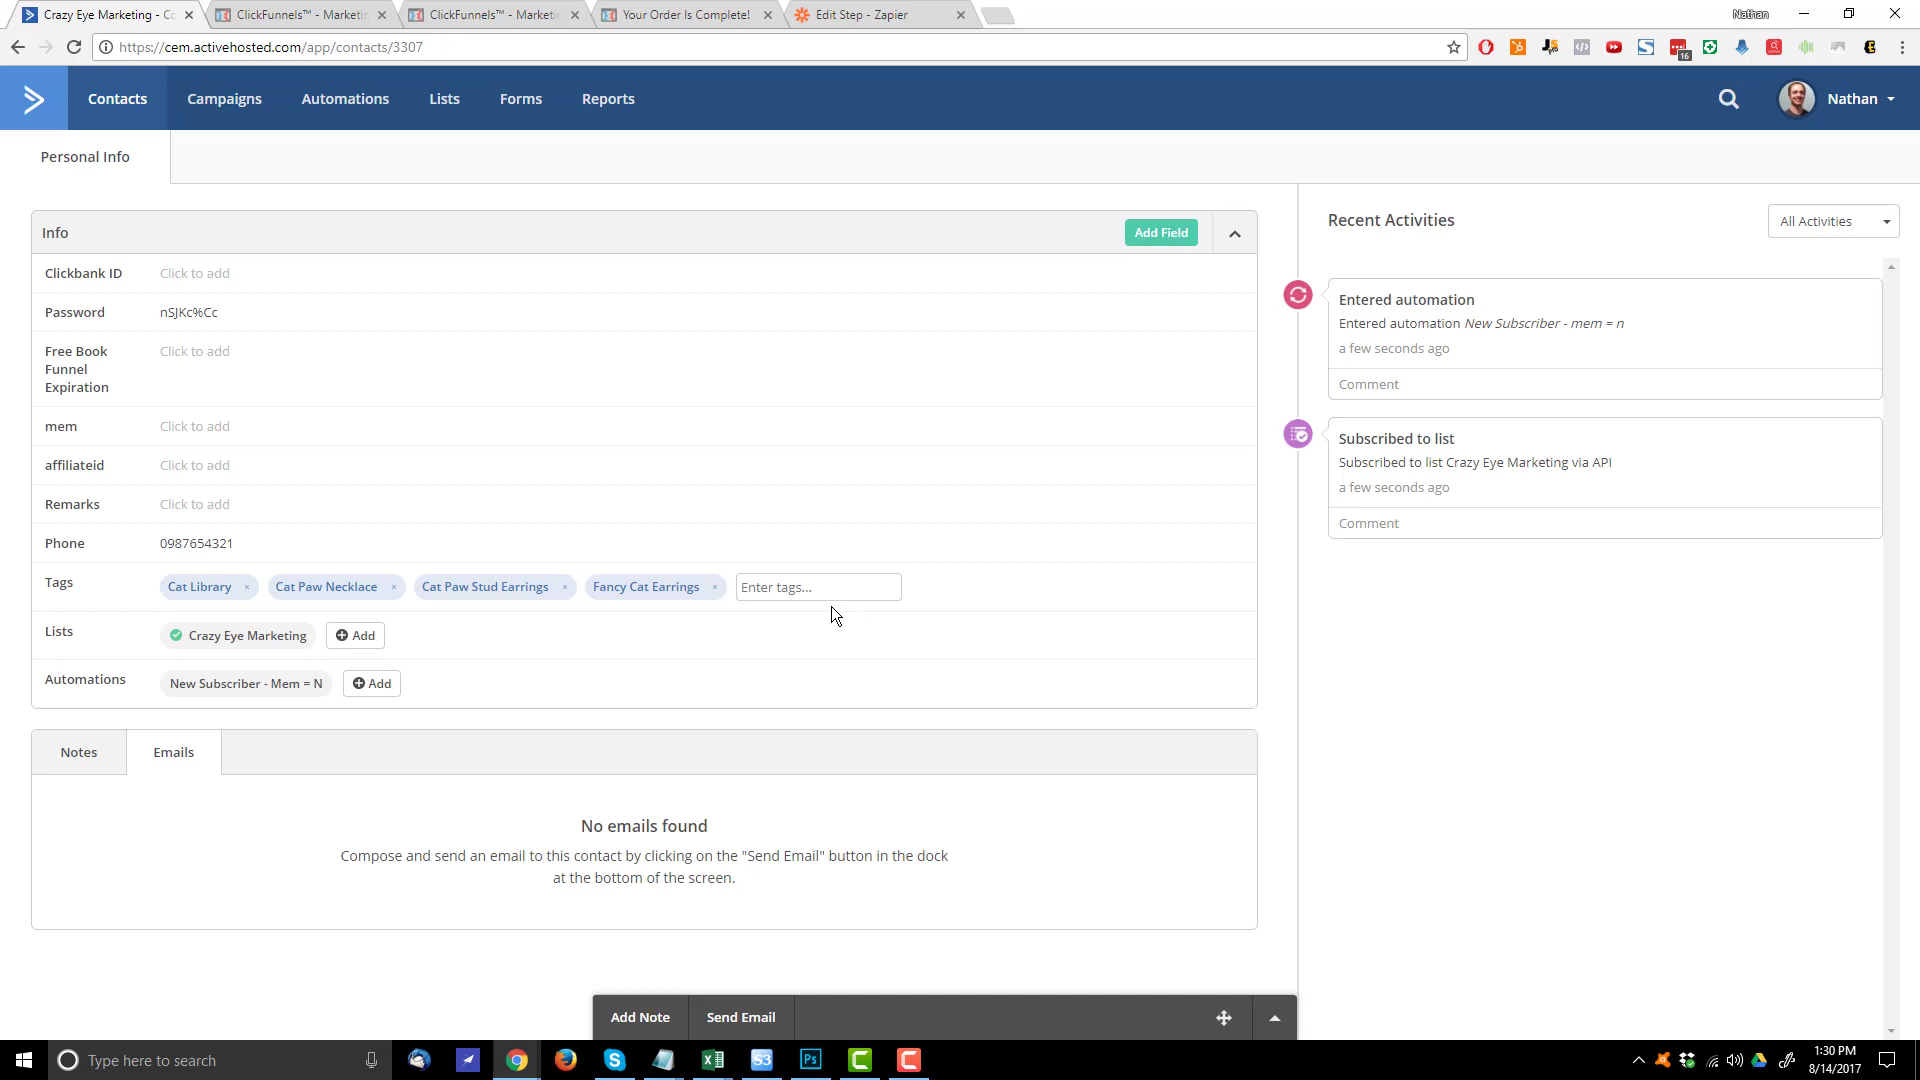 Crazy Eye Marketing - Co
ClickFunnels™ - Marketin
ClickFunnels™ - Marketin
Your Order Is Complete!
Edit Step - Zapier
Nathan
https://cem.activehosted.com/app/contacts/3307
16
Contacts
Campaigns
Automations
Lists
Forms
Reports
Nathan
Personal Info
Info
Add Field
Clickbank ID
Click to add
Password
nSJKc%Cc
Free Book
Funnel
Expiration
Click to add
mem
Click to add
affiliateid
Click to add
Remarks
Click to add
Phone
0987654321
Tags
Cat Library ×
Cat Paw Necklace ×
Cat Paw Stud Earrings ×
Fancy Cat Earrings ×
Enter tags...
Lists
Crazy Eye Marketing
Add
Automations
New Subscriber - Mem = N
Add
Notes
Emails
No emails found
Compose and send an email to this contact by clicking on the "Send Email" button in the dock
at the bottom of the screen.
Recent Activities
All Activities
Entered automation
Entered automation New Subscriber - mem = n
a few seconds ago
Comment
Subscribed to list
Subscribed to list Crazy Eye Marketing via API
a few seconds ago
Comment
Add Note
Send Email
Type here to search
S3
Ps
1:30 PM
8/14/2017